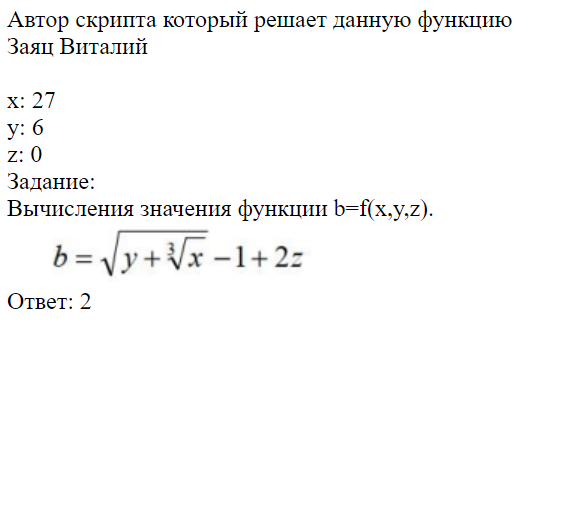 Автор скрипта который решает данную функцию
Заяц Виталий
x: 27
y: 6
z: 0
Задание:
Вычисления значения функции b=f(x,y,z).
b = √(y + ∛x) − 1 + 2z
Ответ: 2